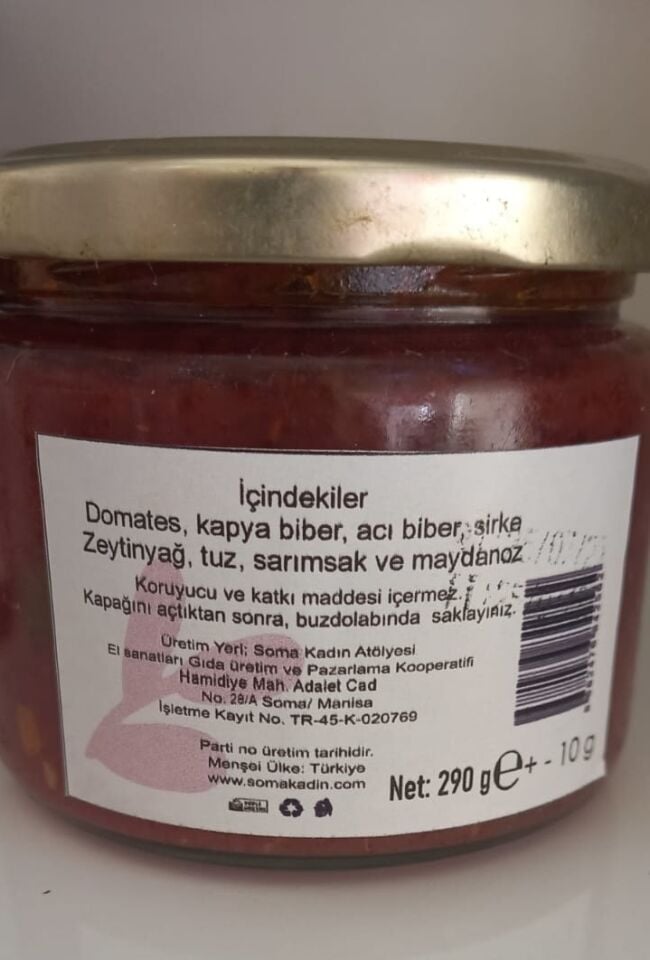 İçindekiler
Domates, kapya biber, acı biber, sirke
Zeytinyağ, tuz, sarımsak ve maydanoz
Koruyucu ve katkı maddesi içermez.
Kapağını açtıktan sonra, buzdolabında saklayınız.
Üretim Yeri; Soma Kadın Atölyesi
El sanatları Gıda üretim ve Pazarlama Kooperatifi
Hamidiye Mah. Adalet Cad
No. 28/A Soma/ Manisa
İşletme Kayıt No. TR-45-K-020769
Parti no üretim tarihidir.
Menşei Ülke: Türkiye
www.somakadin.com
Net: 290 g℮+ - 10 g